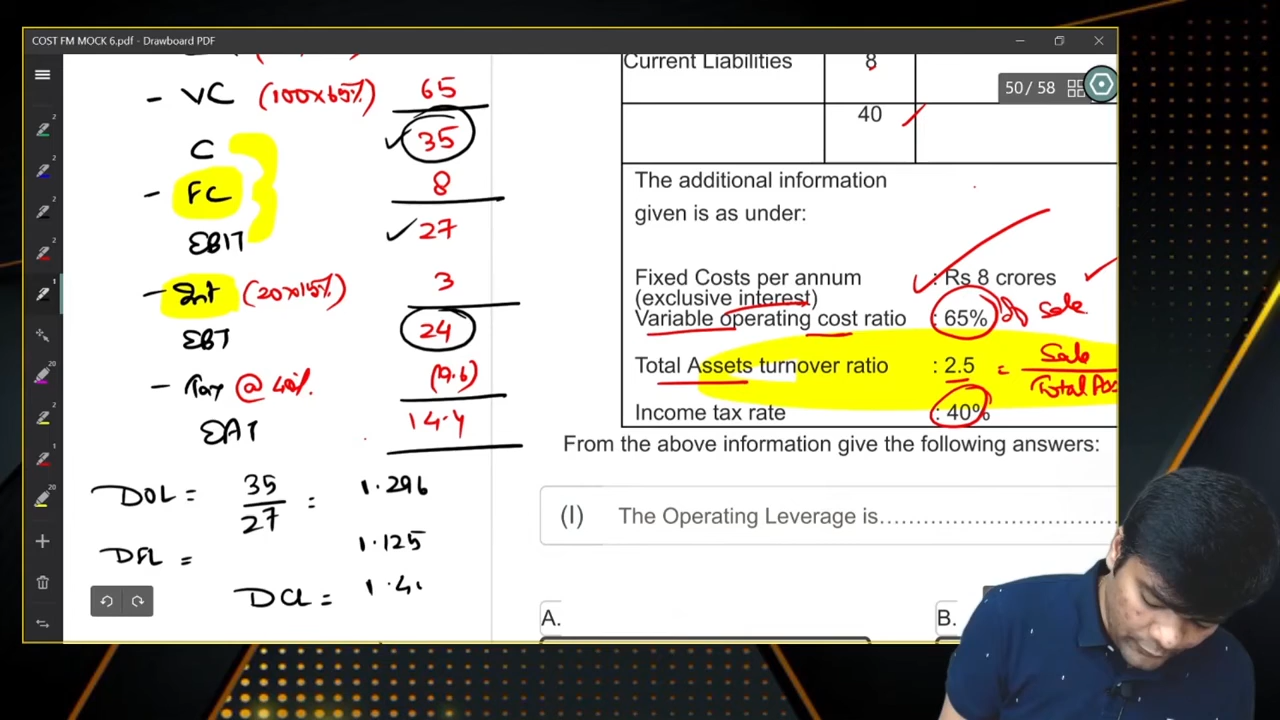 COST FM MOCK 6.pdf - Drawboard PDF
50 / 58
- VC (100x65%) 65
C 35
- FC 8
EBIT 27
- Int (20x15%) 3
EBT 24
- Tax @ 40%. (9.6)
EAT 14.4
DOL = 35/27 = 1.296
DFL = 1.125
DCL = 1.4
Current Liabilities 8
40
The additional information
given is as under:
Fixed Costs per annum : Rs 8 crores
(exclusive interest)
Variable operating cost ratio : 65% of Sale
Total Assets turnover ratio : 2.5 = Sale / Total Ass
Income tax rate : 40%
From the above information give the following answers:
(I) The Operating Leverage is................................................
A.
B.